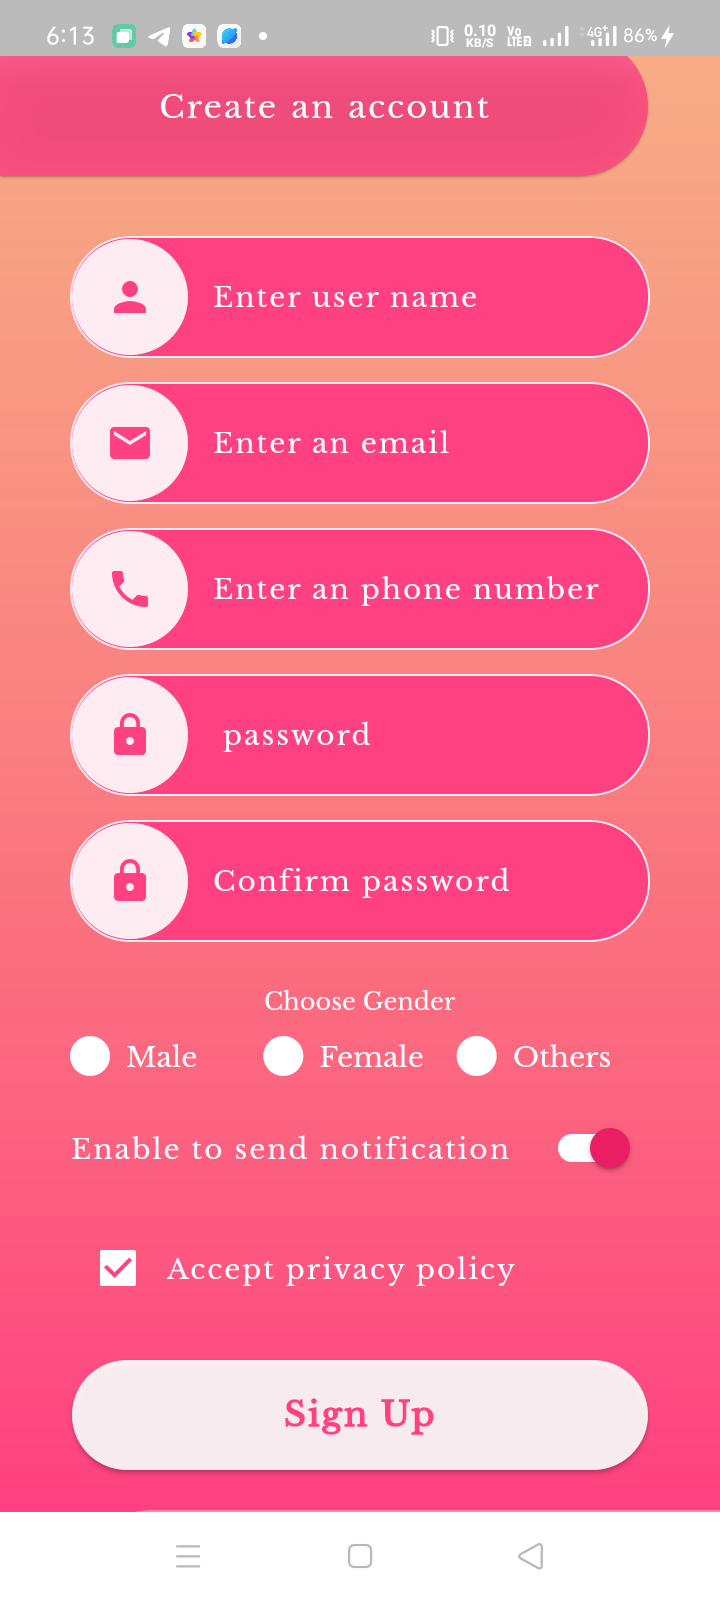 6:13 0.10 KB/S Vo LTE2 4G+ 86%
Create an account
Enter user name
Enter an email
Enter an phone number
password
Confirm password
Choose Gender
Male Female Others
Enable to send notification
Accept privacy policy
Sign Up